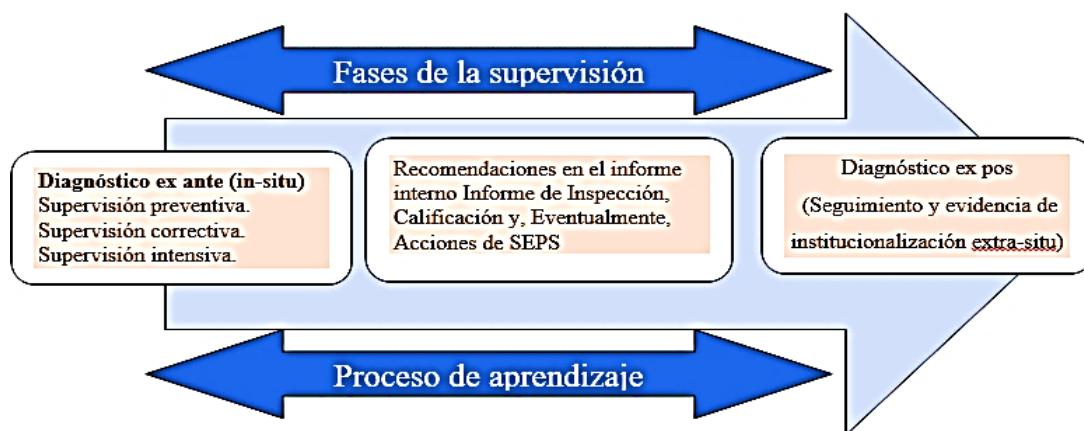 Fases de la supervisión
Diagnóstico ex ante (in-situ)
Supervisión preventiva.
Supervisión correctiva.
Supervisión intensiva.
Recomendaciones en el informe
interno Informe de Inspección,
Calificación y, Eventualmente,
Acciones de SEPS
Diagnóstico ex pos
(Seguimiento y evidencia de
institucionalización extra-situ)
Proceso de aprendizaje